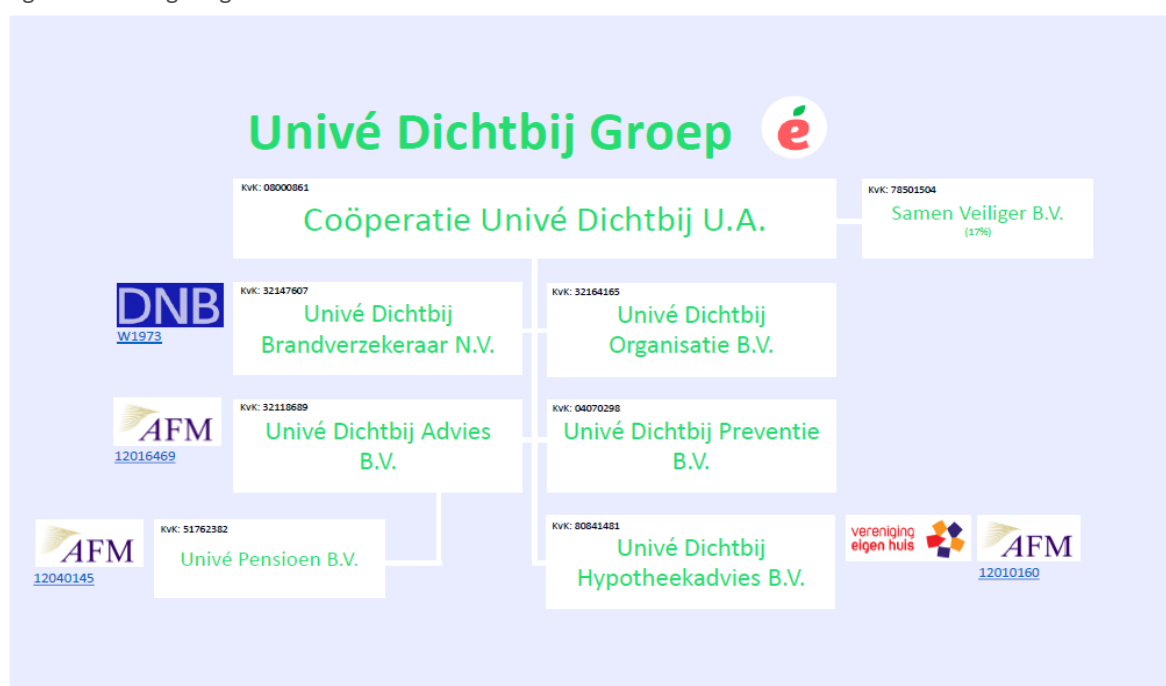 Univé Dichtbij Groep é
KvK: 08000861
Coöperatie Univé Dichtbij U.A.
KvK: 78501504
Samen Veiliger B.V.
(17%)
DNB
W1973
KvK: 32147607
Univé Dichtbij
Brandverzekeraar N.V.
KvK: 32164165
Univé Dichtbij
Organisatie B.V.
AFM
12016469
KvK: 32118689
Univé Dichtbij Advies
B.V.
KvK: 04070298
Univé Dichtbij Preventie
B.V.
AFM
12040145
KvK: 51762382
Univé Pensioen B.V.
KvK: 80841481
Univé Dichtbij
Hypotheekadvies B.V.
vereniging
eigen huis
AFM
12010160